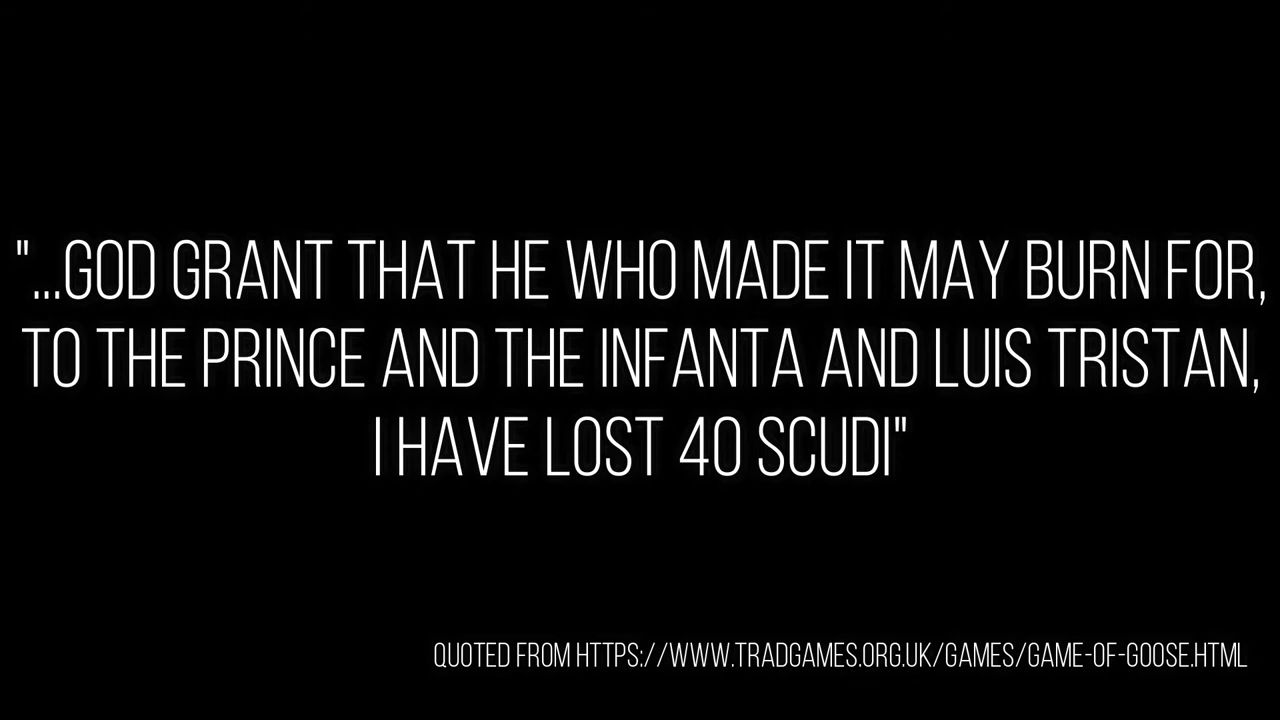 "...GOD GRANT THAT HE WHO MADE IT MAY BURN FOR,
TO THE PRINCE AND THE INFANTA AND LUIS TRISTAN,
I HAVE LOST 40 SCUDI"
QUOTED FROM HTTPS://WWW.TRADGAMES.ORG.UK/GAMES/GAME-OF-GOOSE.HTML